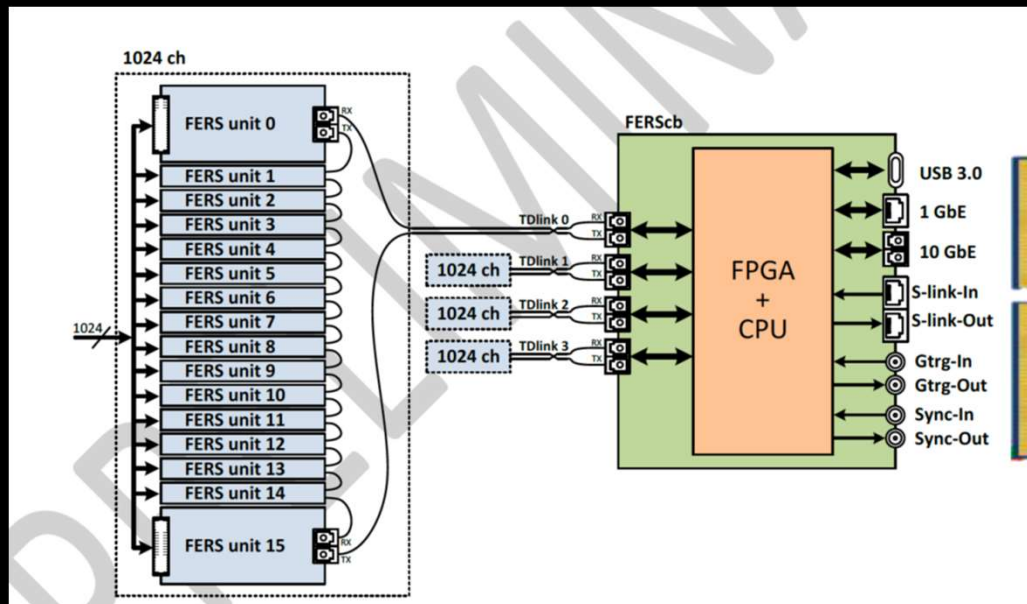 1024 ch
FERS unit 0
RX
TX
FERS unit 1
FERS unit 2
FERS unit 3
FERS unit 4
FERS unit 5
FERS unit 6
FERS unit 7
FERS unit 8
FERS unit 9
FERS unit 10
FERS unit 11
FERS unit 12
FERS unit 13
FERS unit 14
FERS unit 15
RX
TX
1024
TDlink 0
RX
TX
1024 ch
TDlink 1
RX
TX
1024 ch
TDlink 2
RX
TX
1024 ch
TDlink 3
RX
TX
FERScb
FPGA
+
CPU
USB 3.0
1 GbE
10 GbE
S-link-In
S-link-Out
Gtrg-In
Gtrg-Out
Sync-In
Sync-Out
PRELIMINA